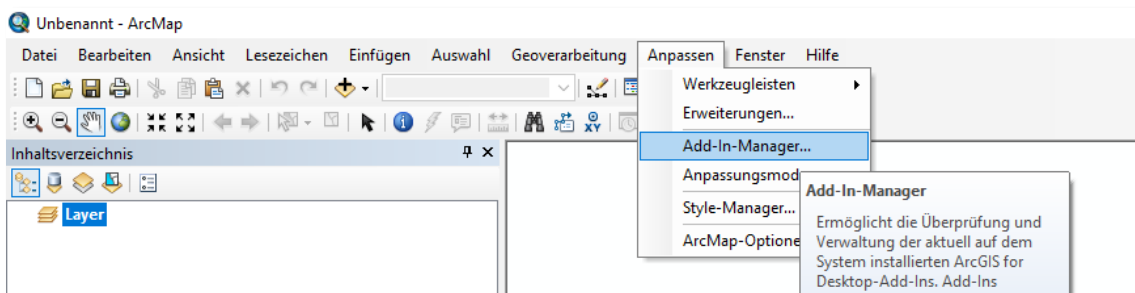 Unbenannt - ArcMap
Datei Bearbeiten Ansicht Lesezeichen Einfügen Auswahl Geoverarbeitung Anpassen Fenster Hilfe
Werkzeugleisten
Erweiterungen...
Add-In-Manager...
Anpassungsmod
Style-Manager...
ArcMap-Optione
Inhaltsverzeichnis
Layer
Add-In-Manager
Ermöglicht die Überprüfung und
Verwaltung der aktuell auf dem
System installierten ArcGIS for
Desktop-Add-Ins. Add-Ins
XY